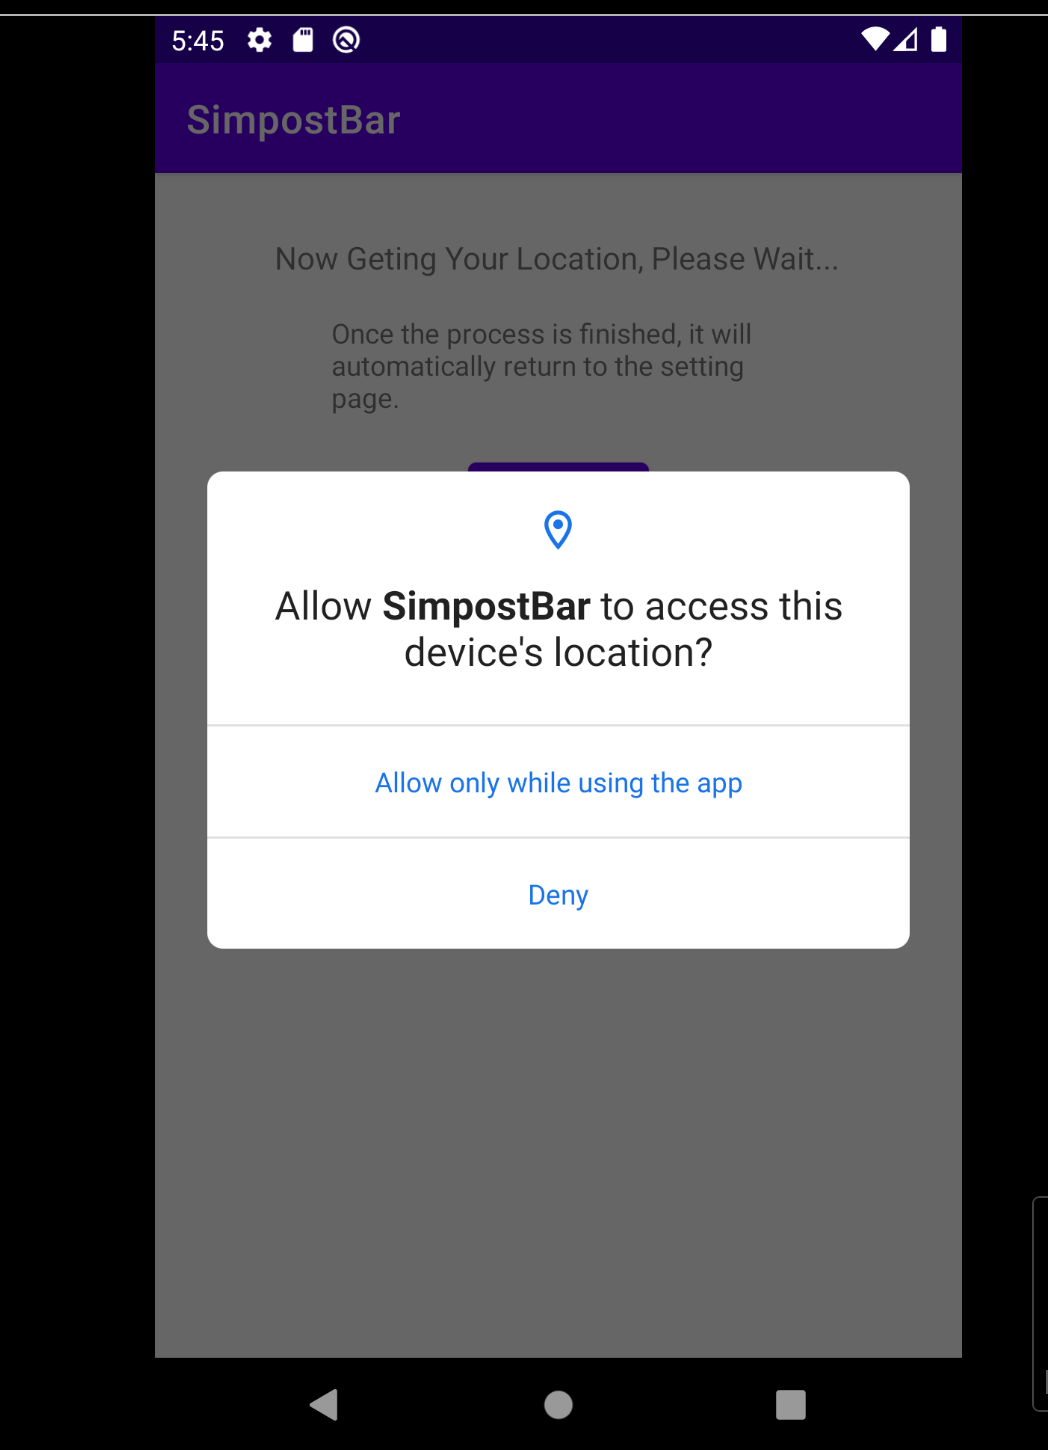 5:45
SimpostBar
Now Geting Your Location, Please Wait...
Once the process is finished, it will
automatically return to the setting
page.
Allow SimpostBar to access this
device's location?
Allow only while using the app
Deny